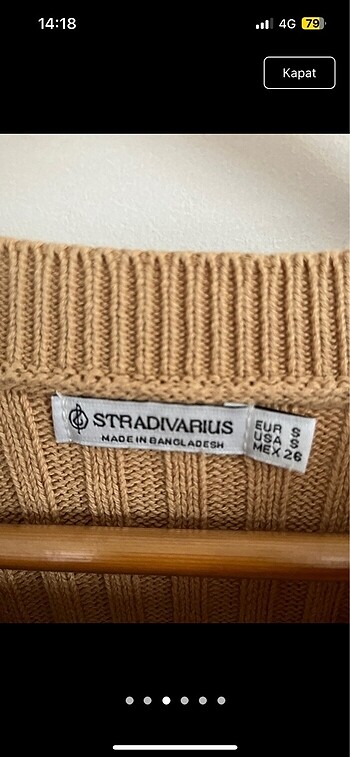 14:18
4G 79
Kapat
STRADIVARIUS
MADE IN BANGLADESH
EUR S
USA S
MEX 26